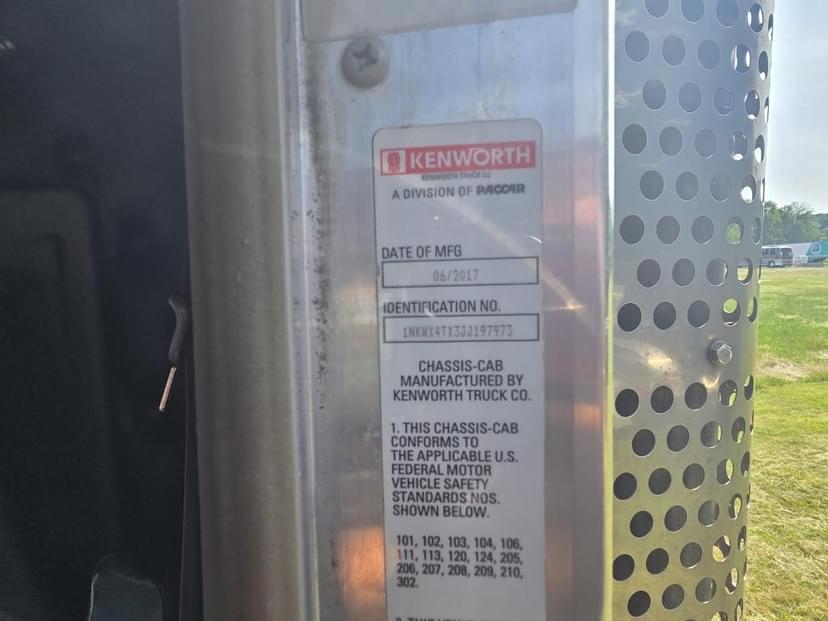 KENWORTH
KENWORTH TRUCK CO
A DIVISION OF PACCAR
DATE OF MFG
06/2017
IDENTIFICATION NO.
1NKWX4TX3JJ197973
CHASSIS-CAB
MANUFACTURED BY
KENWORTH TRUCK CO.
1. THIS CHASSIS-CAB
CONFORMS TO
THE APPLICABLE U.S.
FEDERAL MOTOR
VEHICLE SAFETY
STANDARDS NOS.
SHOWN BELOW.
101, 102, 103, 104, 106,
111, 113, 120, 124, 205,
206, 207, 208, 209, 210,
302.